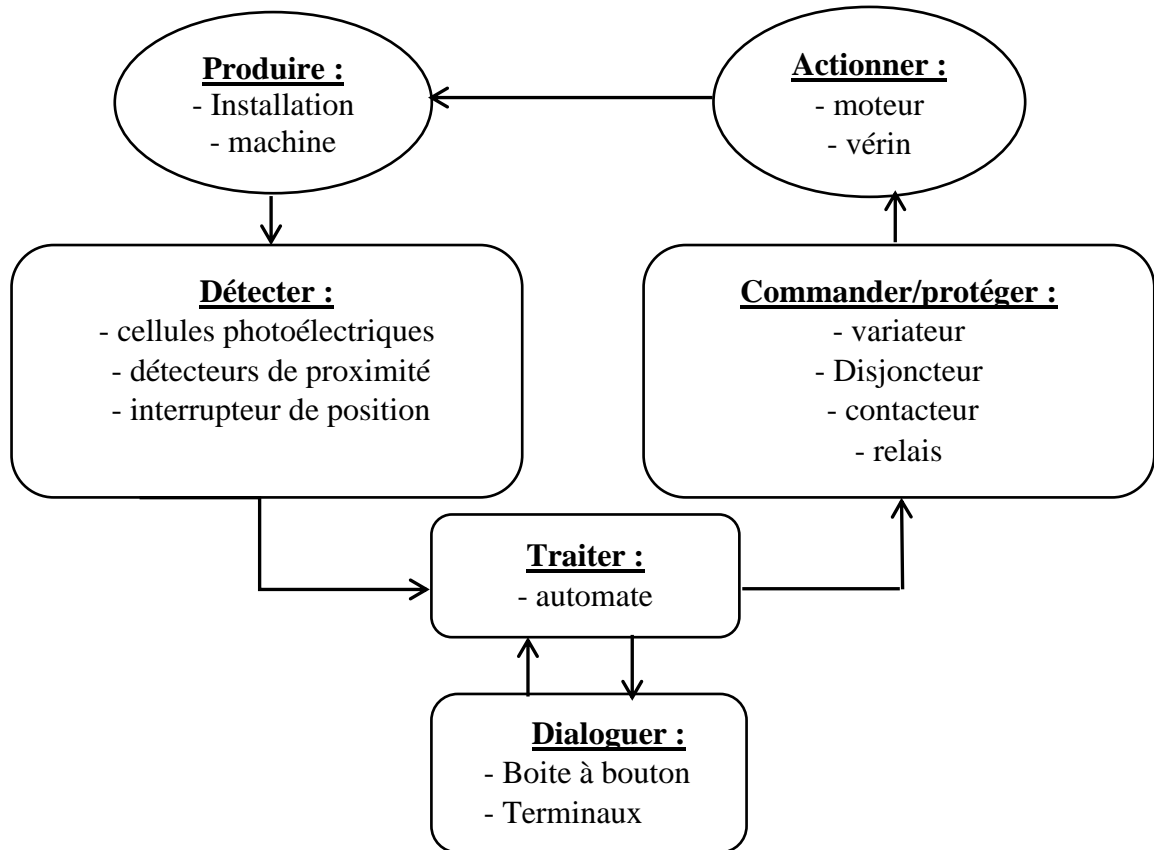 Produire :
- Installation
- machine
Actionner :
- moteur
- vérin
Détecter :
- cellules photoélectriques
- détecteurs de proximité
- interrupteur de position
Commander/protéger :
- variateur
- Disjoncteur
- contacteur
- relais
Traiter :
- automate
Dialoguer :
- Boite à bouton
- Terminaux